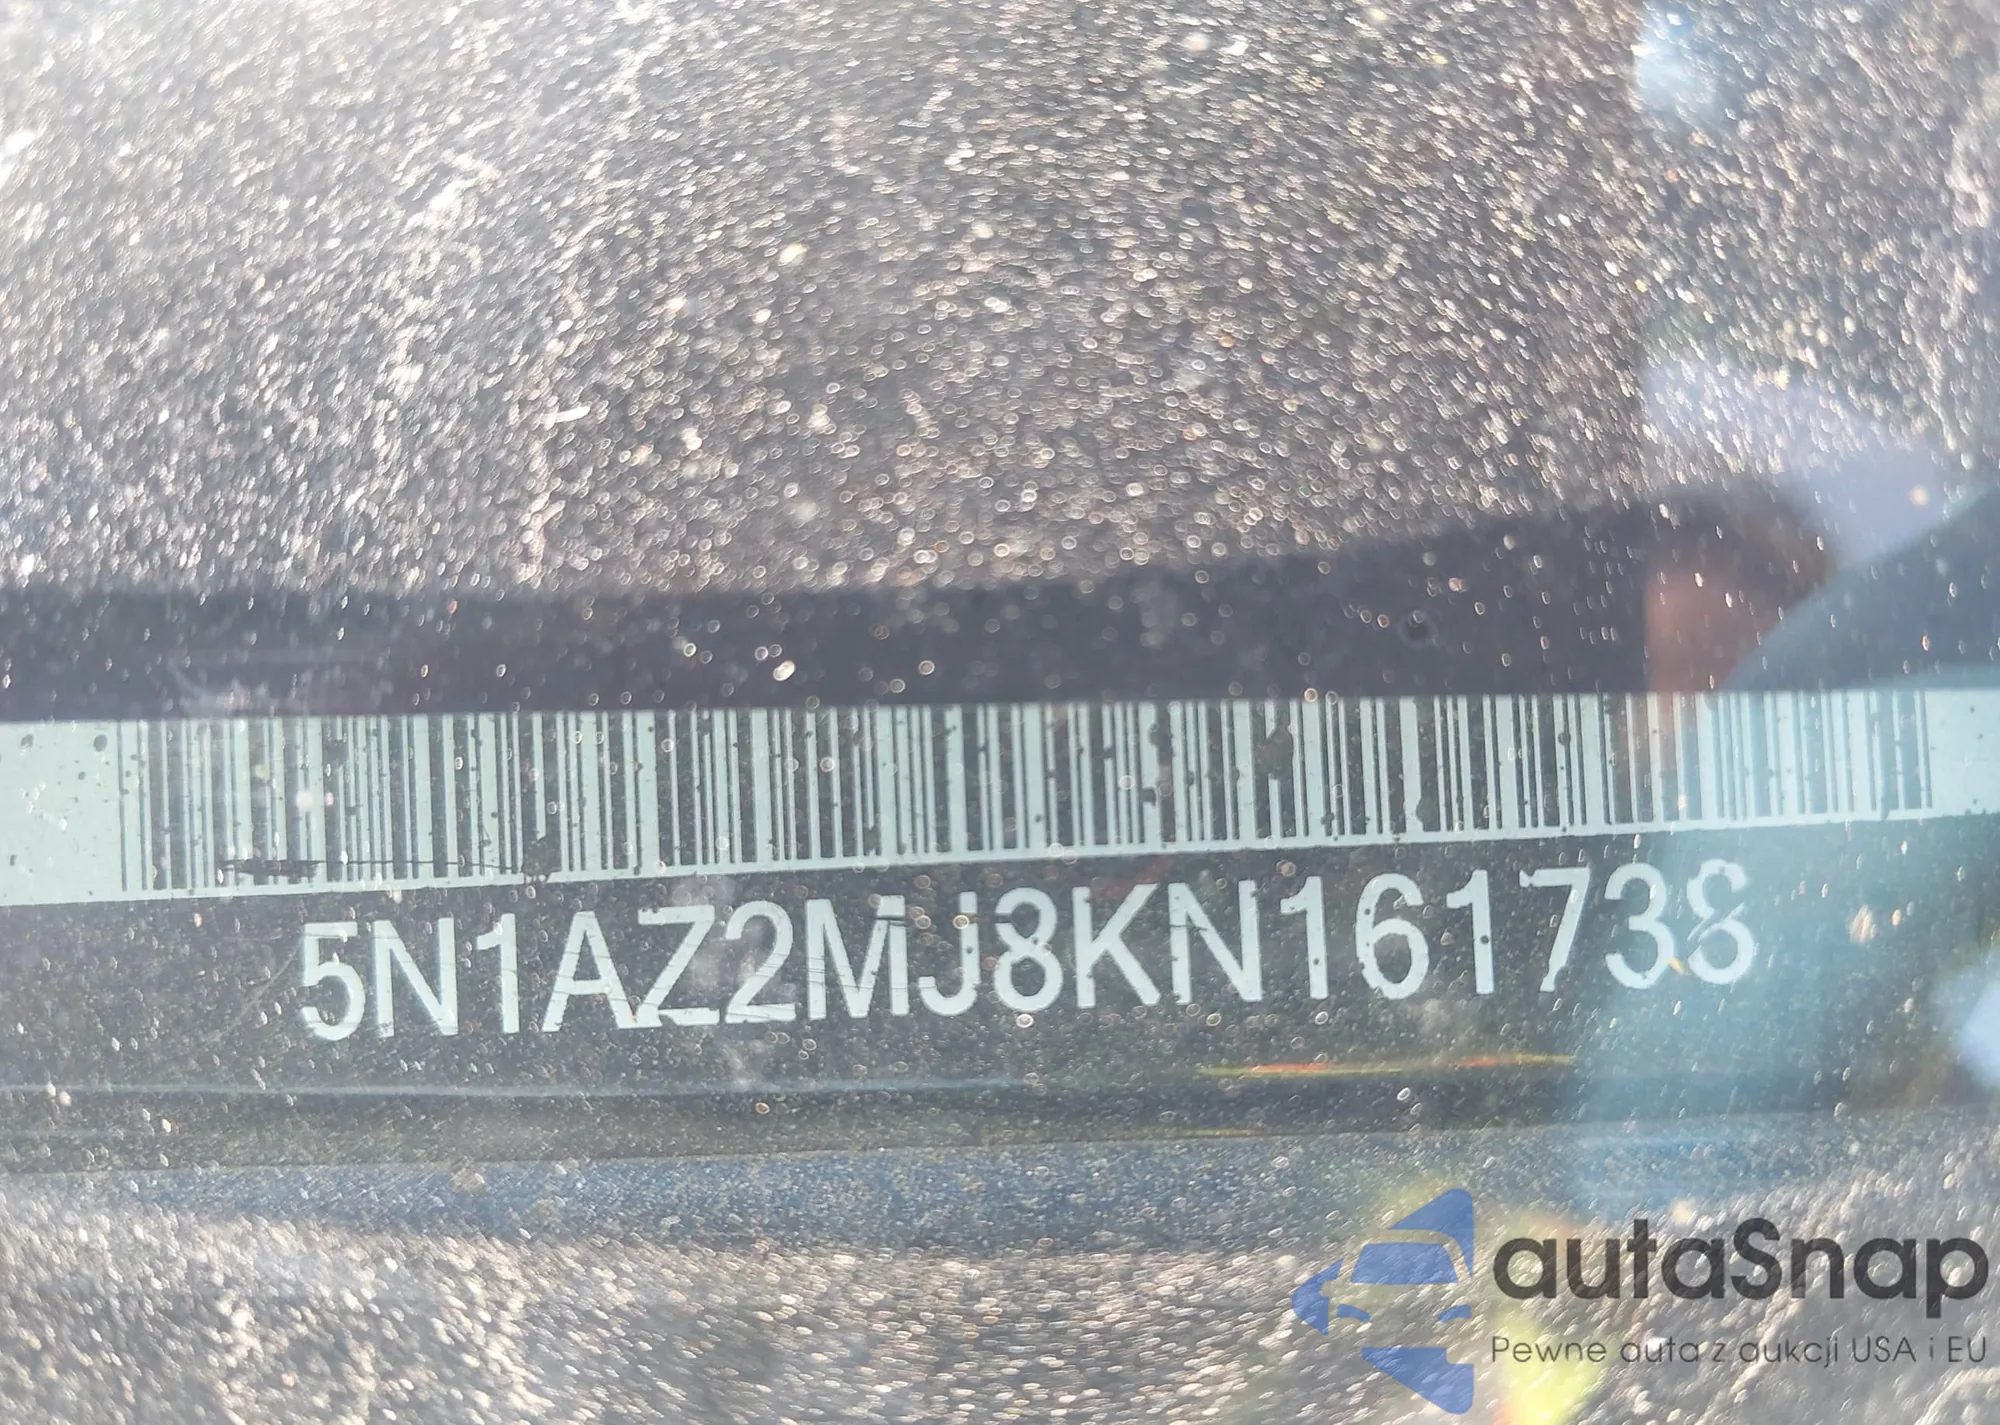 5N1AZ2MJ8KN161738
autaSnap
Pewne auta z aukcji USA i EU